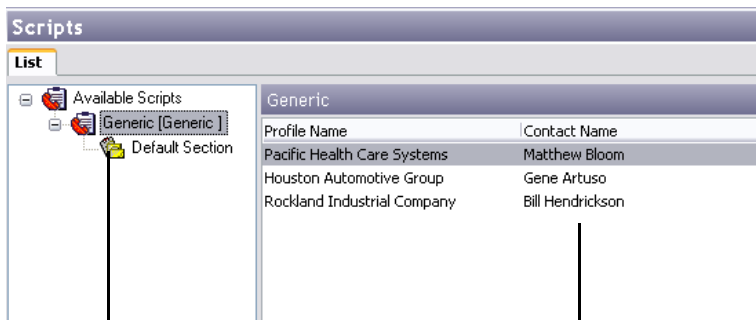 Scripts
List
Available Scripts
Generic [Generic ]
Default Section
Generic
Profile Name Contact Name
Pacific Health Care Systems Matthew Bloom
Houston Automotive Group Gene Artuso
Rockland Industrial Company Bill Hendrickson